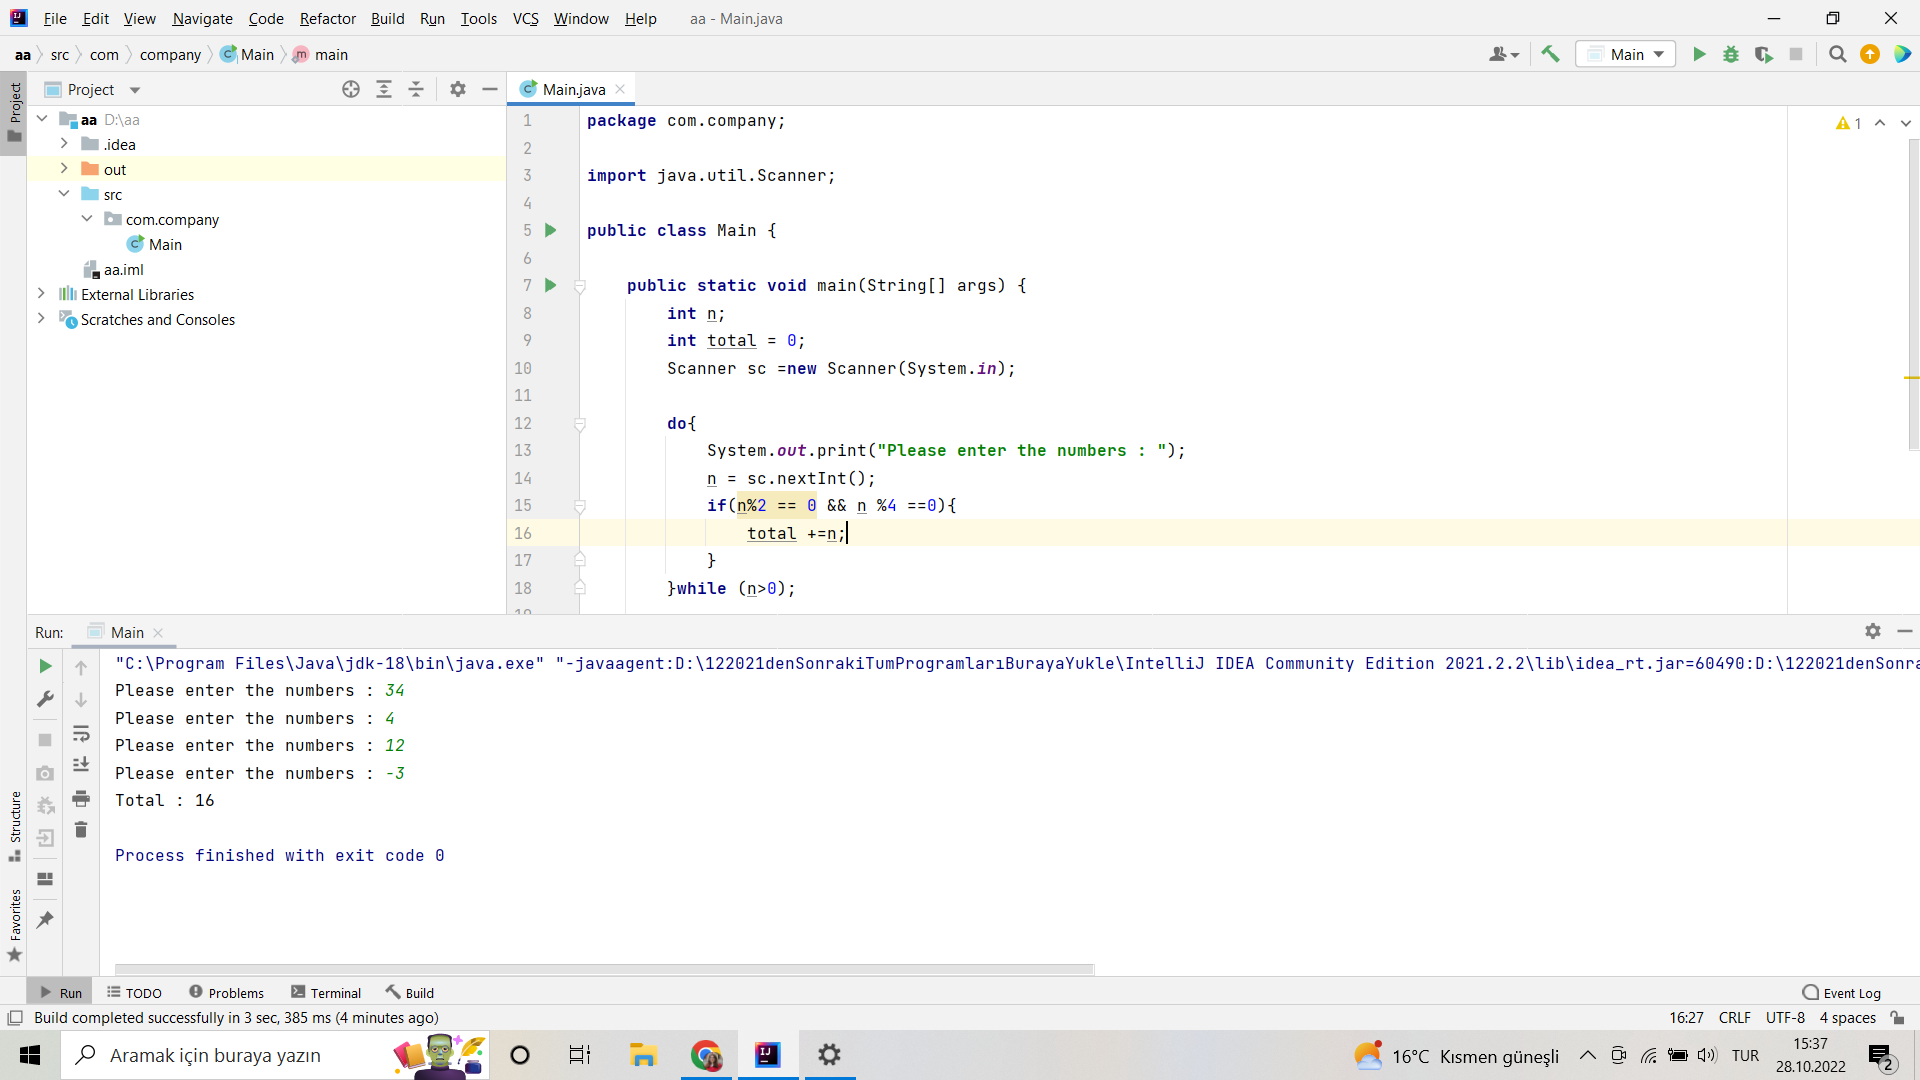 File Edit View Navigate Code Refactor Build Run Tools VCS Window Help aa - Main.java
aa src com company Main main
Main
Project
Main.java
Project
aa D:\aa
.idea
out
src
com.company
Main
aa.iml
External Libraries
Scratches and Consoles
1 package com.company;
2
3 import java.util.Scanner;
4
5 public class Main {
6
7 public static void main(String[] args) {
8 int n;
9 int total = 0;
10 Scanner sc =new Scanner(System.in);
11
12 do{
13 System.out.print("Please enter the numbers : ");
14 n = sc.nextInt();
15 if(n%2 == 0 && n %4 ==0){
16 total +=n;
17 }
18 }while (n>0);
1
Run: Main
"C:\Program Files\Java\jdk-18\bin\java.exe" "-javaagent:D:\122021denSonrakiTumProgramlarıBurayaYukle\IntelliJ IDEA Community Edition 2021.2.2\lib\idea_rt.jar=60490:D:\122021denSonra
Please enter the numbers : 34
Please enter the numbers : 4
Please enter the numbers : 12
Please enter the numbers : -3
Total : 16
Process finished with exit code 0
Structure
Favorites
Run TODO Problems Terminal Build Event Log
Build completed successfully in 3 sec, 385 ms (4 minutes ago) 16:27 CRLF UTF-8 4 spaces
Aramak için buraya yazın
16°C Kısmen güneşli TUR 15:37
28.10.2022
2